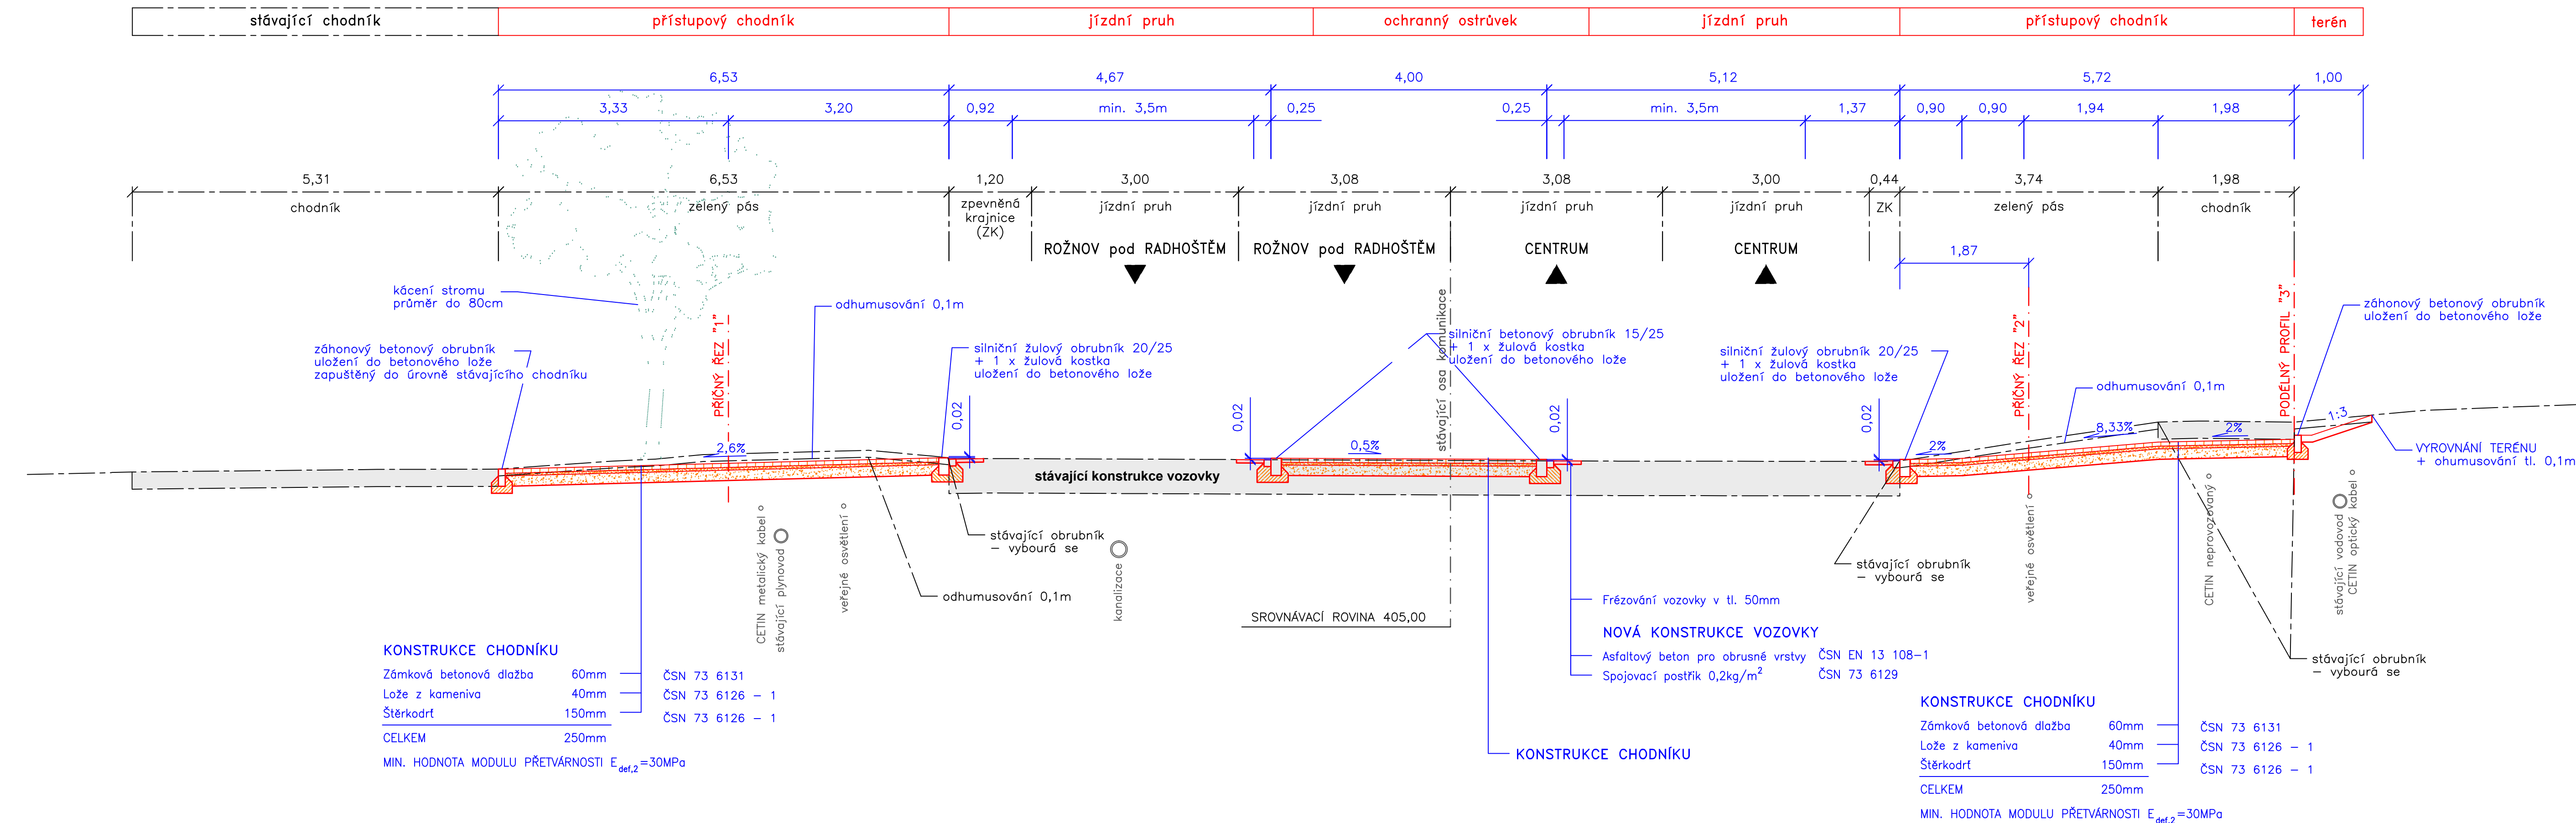 stávající chodník
přístupový chodník
jízdní pruh
ochranný ostrůvek
jízdní pruh
přístupový chodník
terén
6,53
4,67
4,00
5,12
5,72
1,00
3,33
3,20
0,92
min. 3,5m
0,25
0,25
min. 3,5m
1,37
0,90
0,90
1,94
1,98
5,31
6,53
1,20
3,00
3,08
3,08
3,00
0,44
3,74
1,98
chodník
zelený pás
zpevněná
krajnice
(ZK)
jízdní pruh
jízdní pruh
jízdní pruh
jízdní pruh
ZK
zelený pás
chodník
ROŽNOV pod RADHOŠTĚM
ROŽNOV pod RADHOŠTĚM
CENTRUM
CENTRUM
1,87
kácení stromu
průměr do 80cm
odhumusování 0,1m
záhonový betonový obrubník
uložení do betonového lože
zapuštěný do úrovně stávajícího chodníku
PŘÍČNÝ ŘEZ "1"
silniční žulový obrubník 20/25
+ 1 x žulová kostka
uložení do betonového lože
stávající osa komunikace
silniční betonový obrubník 15/25
+ 1 x žulová kostka
uložení do betonového lože
silniční žulový obrubník 20/25
+ 1 x žulová kostka
uložení do betonového lože
PŘÍČNÝ ŘEZ "2"
odhumusování 0,1m
PODÉLNÝ PROFIL "3"
záhonový betonový obrubník
uložení do betonového lože
0,02
0,02
0,02
0,02
2,6%
0,5%
2%
8,33%
2%
1:3
VYROVNÁNÍ TERÉNU
+ ohumusování tl. 0,1m
stávající konstrukce vozovky
CETIN metalický kabel
stávající plynovod
veřejné osvětlení
stávající obrubník
– vybourá se
odhumusování 0,1m
kanalizace
SROVNÁVACÍ ROVINA 405,00
Frézování vozovky v tl. 50mm
NOVÁ KONSTRUKCE VOZOVKY
Asfaltový beton pro obrusné vrstvy ČSN EN 13 108-1
Spojovací postřik 0,2kg/m² ČSN 73 6129
KONSTRUKCE CHODNÍKU
stávající obrubník
– vybourá se
veřejné osvětlení
CETIN neprovozovaný
stávající vodovod
CETIN optický kabel
stávající obrubník
– vybourá se
KONSTRUKCE CHODNÍKU
Zámková betonová dlažba 60mm ČSN 73 6131
Lože z kameniva 40mm ČSN 73 6126 – 1
Štěrkodrť 150mm ČSN 73 6126 – 1
CELKEM 250mm
MIN. HODNOTA MODULU PŘETVÁRNOSTI Edef,2=30MPa
KONSTRUKCE CHODNÍKU
Zámková betonová dlažba 60mm ČSN 73 6131
Lože z kameniva 40mm ČSN 73 6126 – 1
Štěrkodrť 150mm ČSN 73 6126 – 1
CELKEM 250mm
MIN. HODNOTA MODULU PŘETVÁRNOSTI Edef,2=30MPa